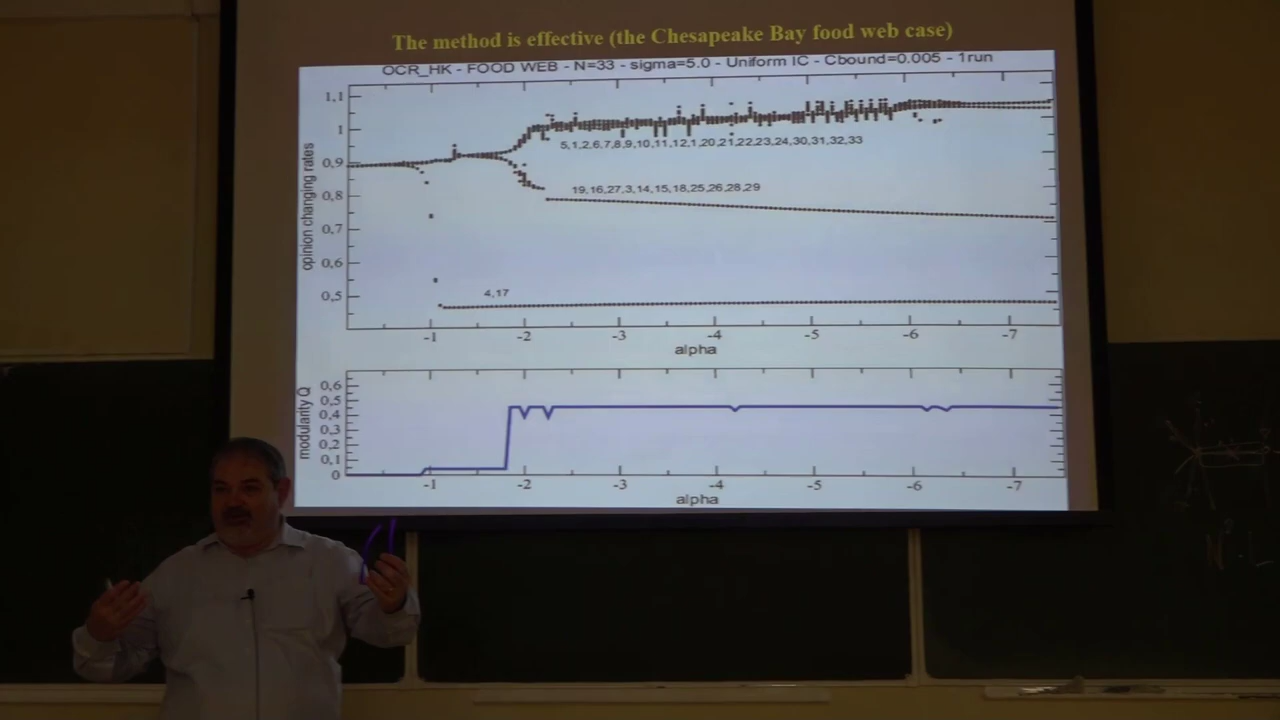 The method is effective (the Chesapeake Bay food web case)
OCR_HK - FOOD WEB - N=33 - sigma=5.0 - Uniform IC - Cbound=0.005 - 1run
opinion changing rates
1,1
1
0,9
0,8
0,7
0,6
0,5
5,1,2,6,7,8,9,10,11,12,1,20,21,22,23,24,30,31,32,33
19,16,27,3,14,15,18,25,26,28,29
4,17
-1 -2 -3 -4 -5 -6 -7
alpha
modularity Q
0,6
0,5
0,4
0,3
0,2
0,1
0
-1 -2 -3 -4 -5 -6 -7
alpha